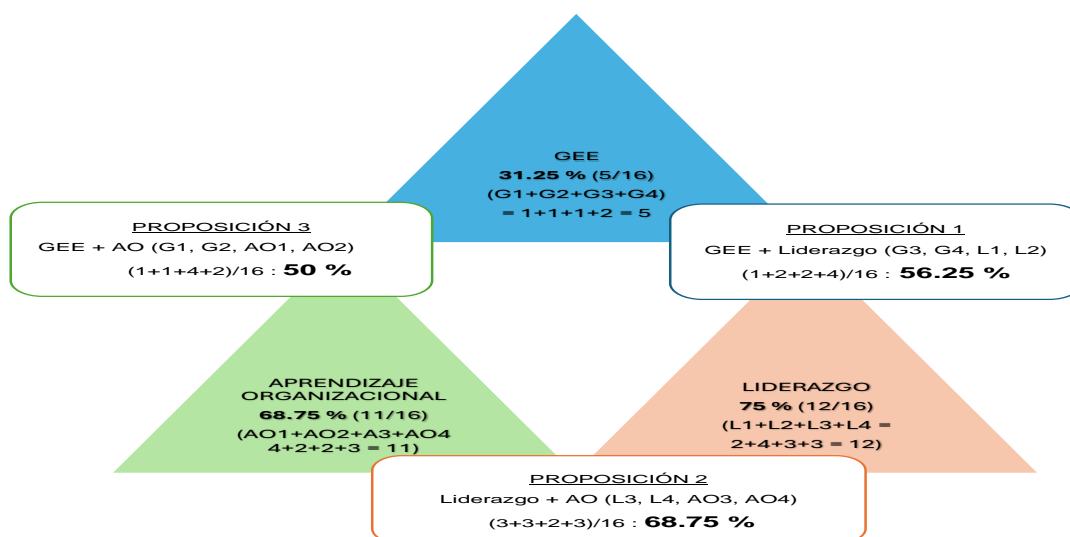 GEE
31.25 % (5/16)
(G1+G2+G3+G4)
= 1+1+1+2 = 5
PROPOSICIÓN 3
GEE + AO (G1, G2, AO1, AO2)
(1+1+4+2)/16 : 50 %
PROPOSICIÓN 1
GEE + Liderazgo (G3, G4, L1, L2)
(1+2+2+4)/16 : 56.25 %
APRENDIZAJE
ORGANIZACIONAL
68.75 % (11/16)
(AO1+AO2+A3+AO4
4+2+2+3 = 11)
LIDERAZGO
75 % (12/16)
(L1+L2+L3+L4 =
2+4+3+3 = 12)
PROPOSICIÓN 2
Liderazgo + AO (L3, L4, AO3, AO4)
(3+3+2+3)/16 : 68.75 %